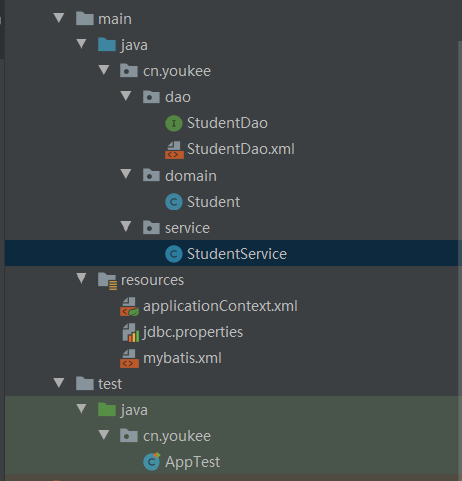 main
java
cn.youkee
dao
StudentDao
StudentDao.xml
domain
Student
service
StudentService
resources
applicationContext.xml
jdbc.properties
mybatis.xml
test
java
cn.youkee
AppTest